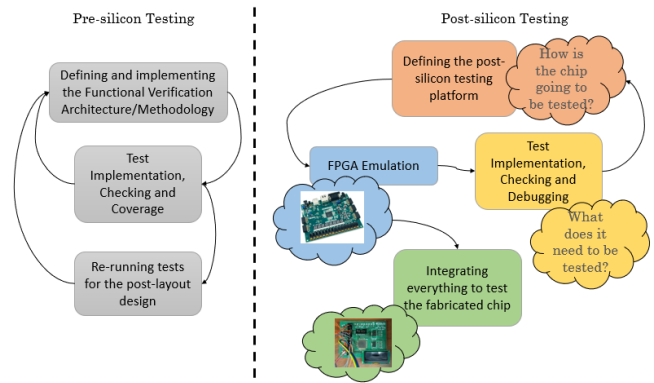 Pre-silicon Testing
Defining and implementing
the Functional Verification
Architecture/Methodology
Test
Implementation,
Checking and
Coverage
Re-running tests
for the post-layout
design
Post-silicon Testing
Defining the post-
silicon testing
platform
How is
the chip
going to
be tested?
FPGA Emulation
Test
Implementation,
Checking and
Debugging
What
does it
need to be
tested?
Integrating
everything to test
the fabricated chip